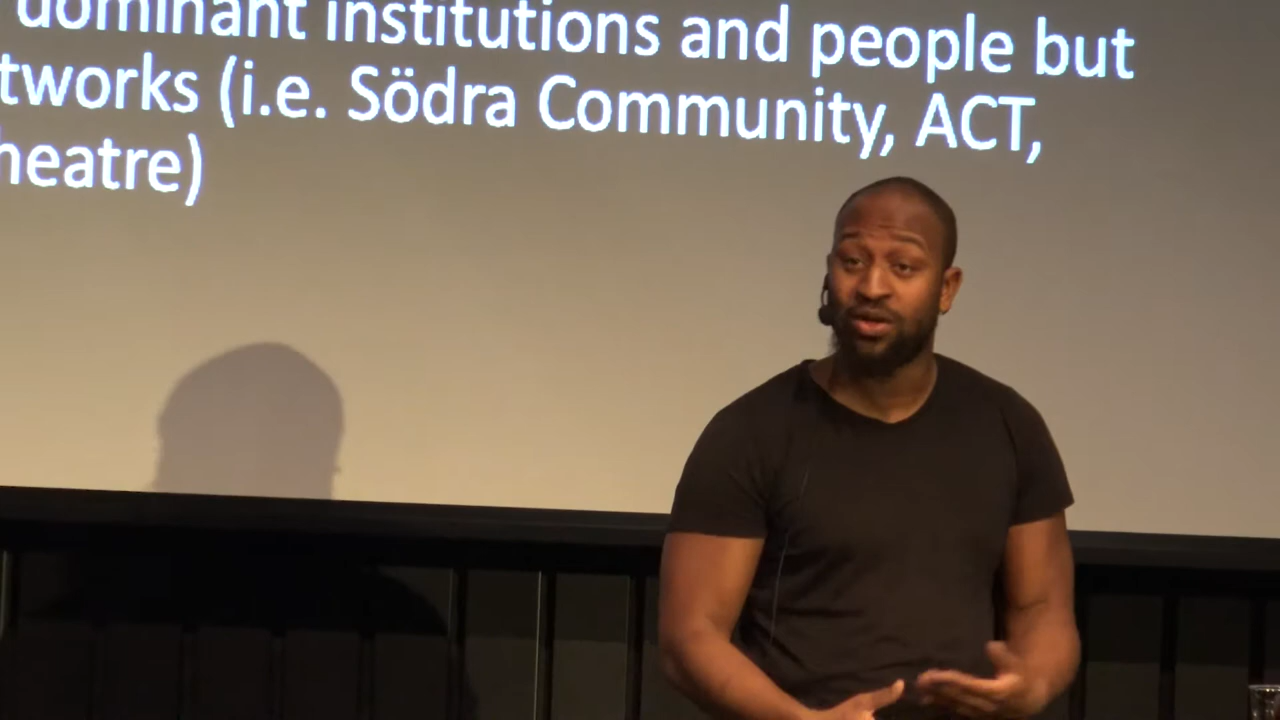 dominant institutions and people but
tworks (i.e. Södra Community, ACT,
heatre)